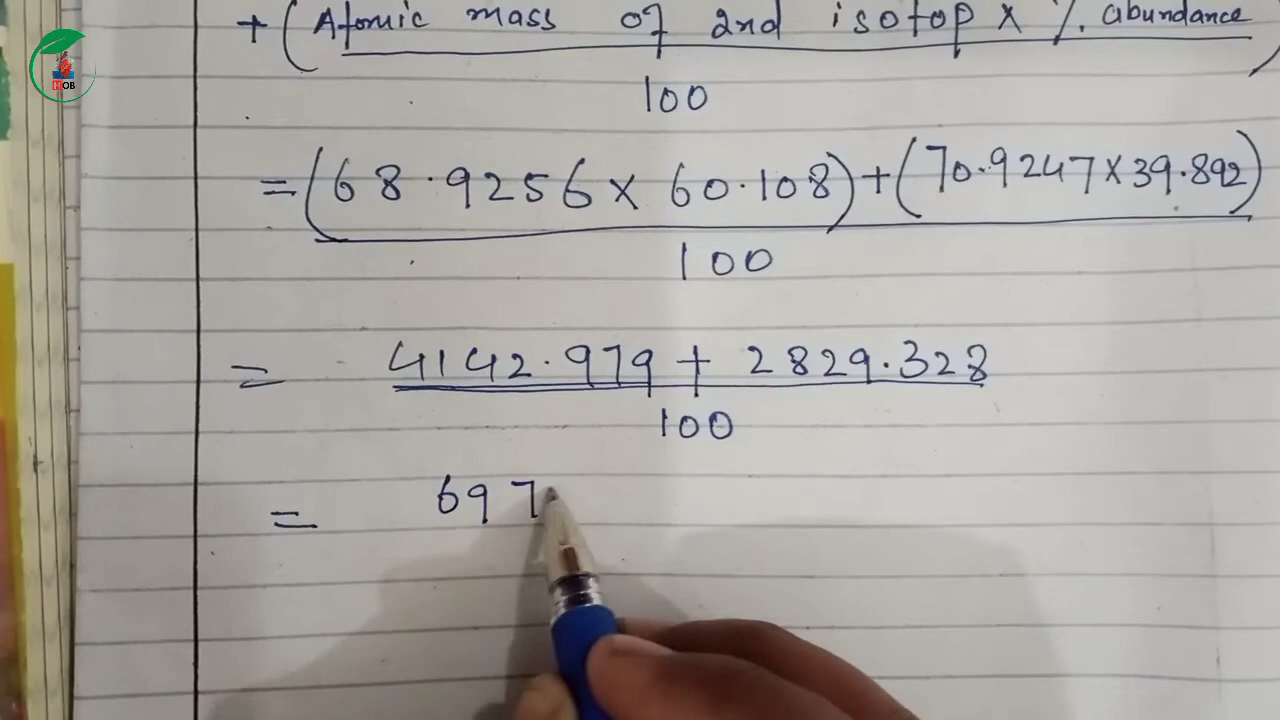 + (Atomic mass of 2nd isotop x %. abundance)
100
HOB
= (68.9256 x 60.108) + (70.9247 x 39.892)
100
= 4142.979 + 2829.328
100
= 697